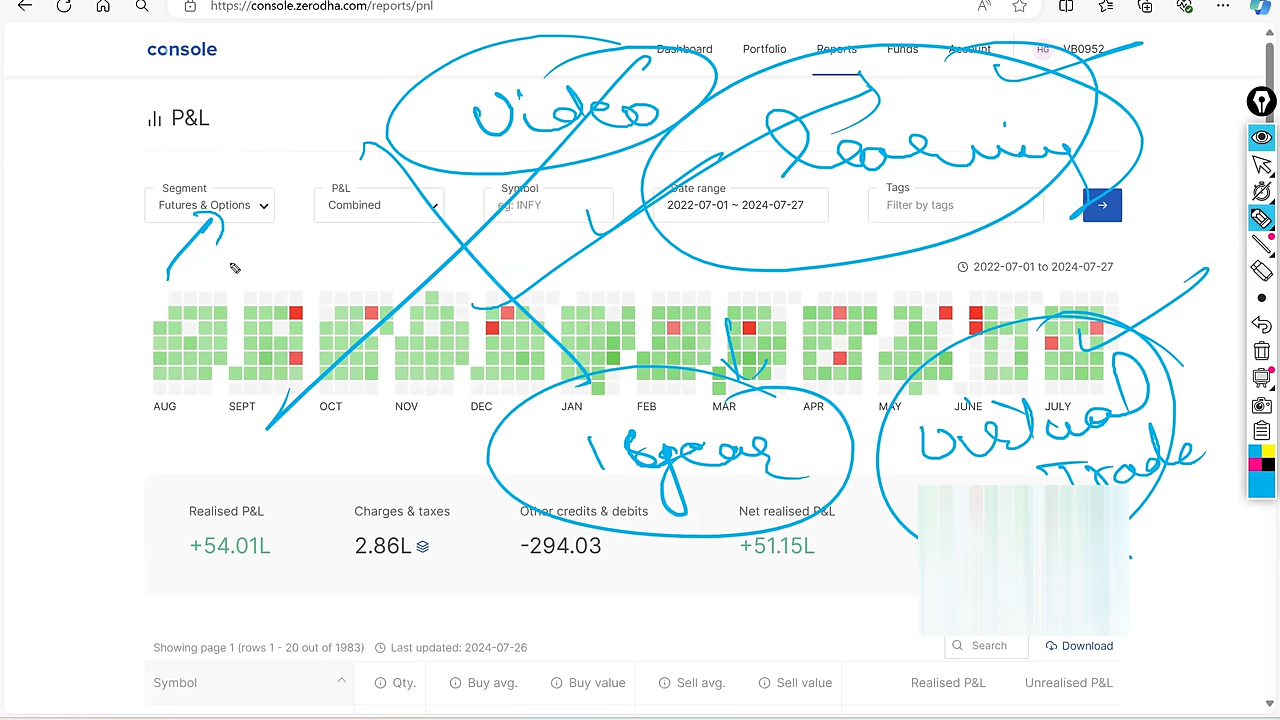 https://console.zerodha.com/reports/pnl
console
Dashboard Portfolio Reports Funds Account HG VB0952
P&L
Video
Learning
Segment P&L Symbol Date range Tags
Futures & Options Combined eg: INFY 2022-07-01 ~ 2024-07-27 Filter by tags
2022-07-01 to 2024-07-27
AUG SEPT OCT NOV DEC JAN FEB MAR APR MAY JUNE JULY
year
Virtual
Trade
Realised P&L Charges & taxes Other credits & debits Net realised P&L
+54.01L 2.86L -294.03 +51.15L
Showing page 1 (rows 1 - 20 out of 1983) Last updated: 2024-07-26 Search Download
Symbol Qty. Buy avg. Buy value Sell avg. Sell value Realised P&L Unrealised P&L